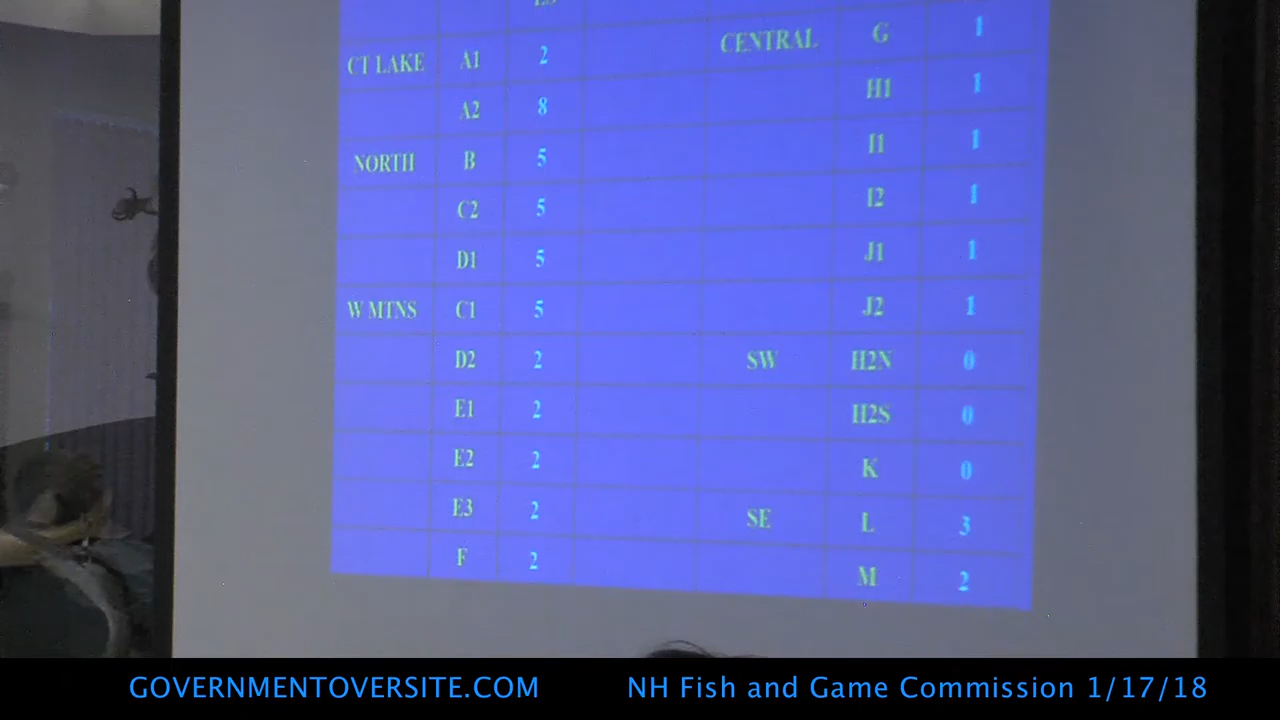 CT LAKE A1 2 CENTRAL G 1
A2 8 H1 1
NORTH B 5 I1 1
C2 5 I2 1
D1 5 J1 1
W MTNS C1 5 J2 1
D2 2 SW H2N 0
E1 2 H2S 0
E2 2 K 0
E3 2 SE L 3
F 2 M 2
GOVERNMENTOVERSITE.COM NH Fish and Game Commission 1/17/18